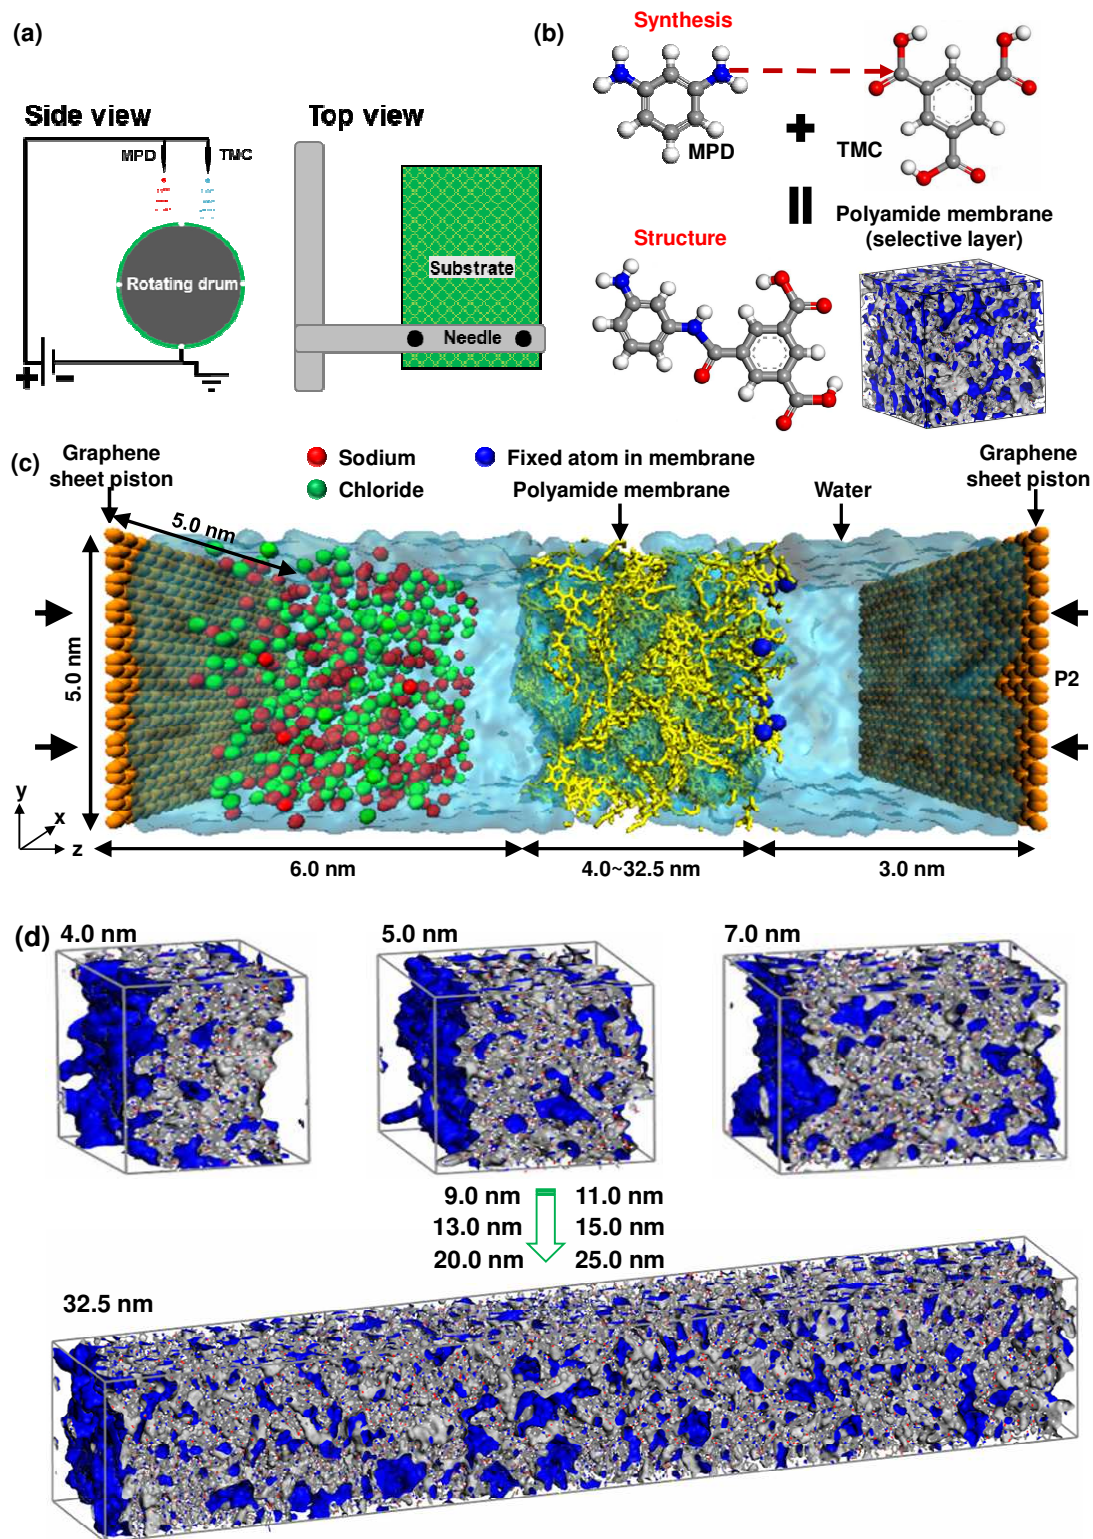 (a)
Side view
Top view
MPD
TMC
Rotating drum
Substrate
Needle
(b)
Synthesis
MPD
TMC
Structure
Polyamide membrane
(selective layer)
(c)
Graphene
sheet piston
Sodium
Chloride
Fixed atom in membrane
Polyamide membrane
Water
Graphene
sheet piston
5.0 nm
5.0 nm
P2
y
x
z
6.0 nm
4.0~32.5 nm
3.0 nm
(d)
4.0 nm
5.0 nm
7.0 nm
9.0 nm
11.0 nm
13.0 nm
15.0 nm
20.0 nm
25.0 nm
32.5 nm